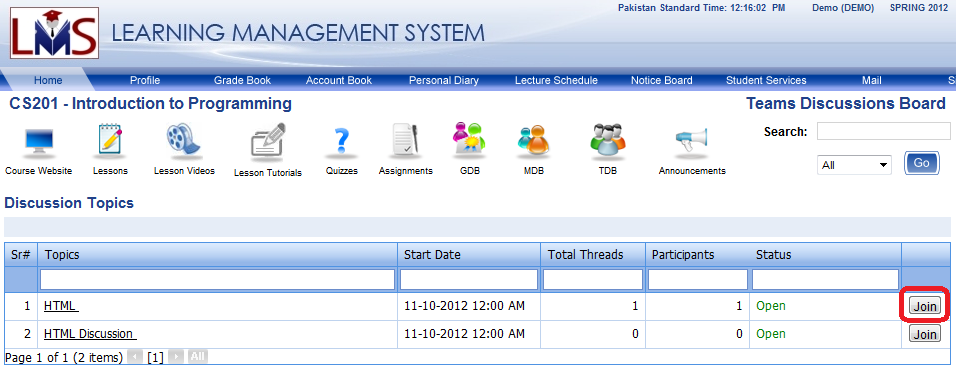 Pakistan Standard Time: 12:16:02 PM Demo (DEMO) SPRING 2012
LMS LEARNING MANAGEMENT SYSTEM
Home Profile Grade Book Account Book Personal Diary Lecture Schedule Notice Board Student Services Mail S
CS201 - Introduction to Programming Teams Discussions Board
Search:
Course Website Lessons Lesson Videos Lesson Tutorials Quizzes Assignments GDB MDB TDB Announcements
All Go
Discussion Topics
Sr# Topics Start Date Total Threads Participants Status
1 HTML 11-10-2012 12:00 AM 1 1 Open Join
2 HTML Discussion 11-10-2012 12:00 AM 0 0 Open Join
Page 1 of 1 (2 items) [1] All